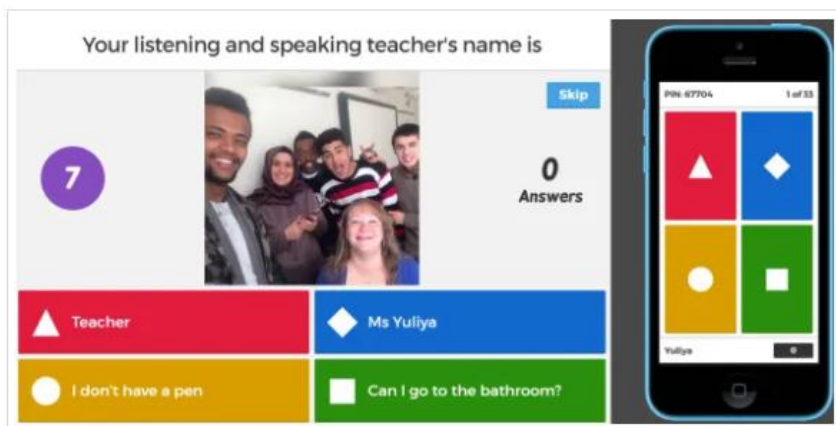 Your listening and speaking teacher's name is
Skip
7
0
Answers
Teacher
Ms Yuliya
I don't have a pen
Can I go to the bathroom?
PIN: 67704 1 of 33
Yuliya 0